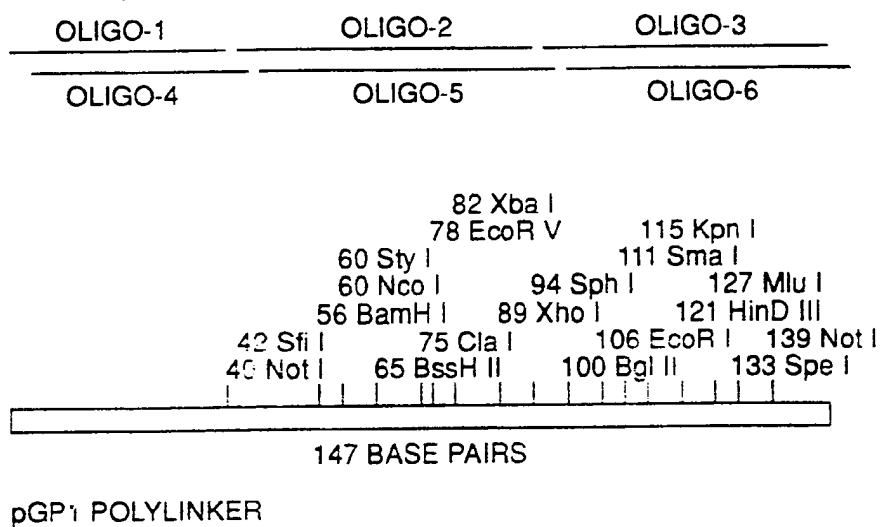 OLIGO-1 OLIGO-2 OLIGO-3
OLIGO-4 OLIGO-5 OLIGO-6
82 Xba I
78 EcoR V 115 Kpn I
60 Sty I 111 Sma I
60 Nco I 94 Sph I 127 Mlu I
56 BamH I 89 Xho I 121 HinD III
42 Sfi I 75 Cla I 106 EcoR I 139 Not I
Not I 65 BssH II 100 Bgl II 133 Spe I
147 BASE PAIRS
pGP1 POLYLINKER